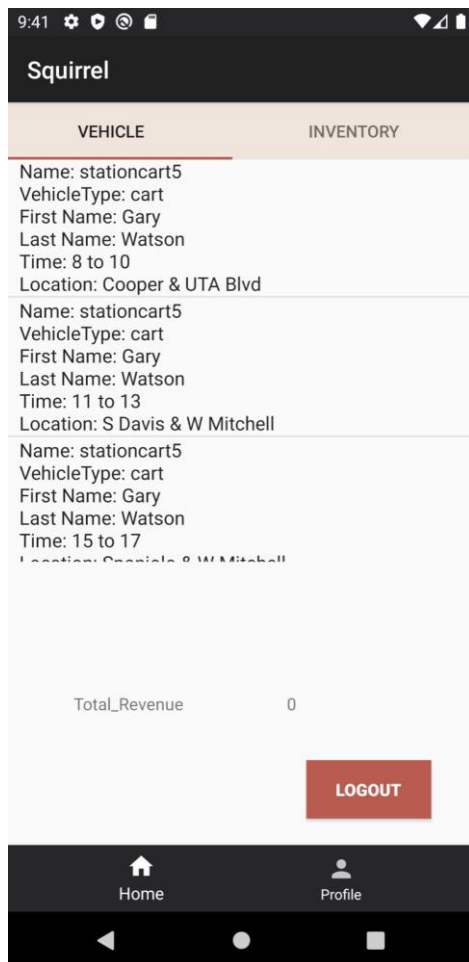 9:41
Squirrel
VEHICLE INVENTORY
Name: stationcart5
VehicleType: cart
First Name: Gary
Last Name: Watson
Time: 8 to 10
Location: Cooper & UTA Blvd
Name: stationcart5
VehicleType: cart
First Name: Gary
Last Name: Watson
Time: 11 to 13
Location: S Davis & W Mitchell
Name: stationcart5
VehicleType: cart
First Name: Gary
Last Name: Watson
Time: 15 to 17
Location: & W Mitchell
Total_Revenue 0
LOGOUT
Home Profile